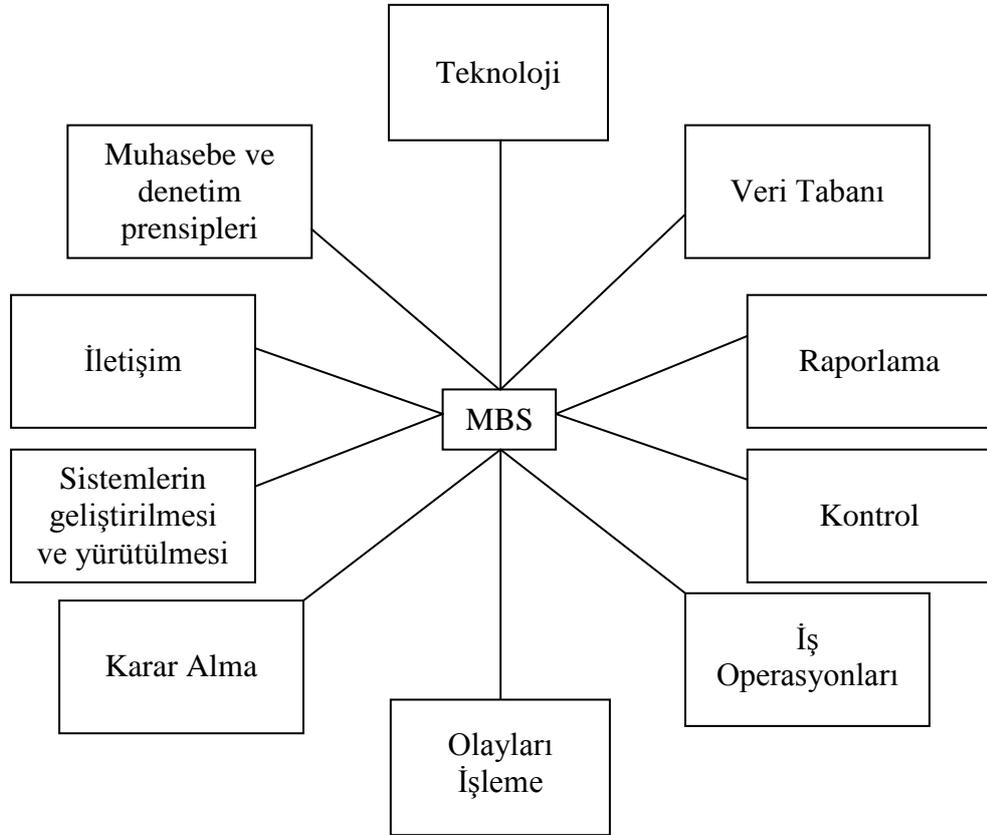 Teknoloji
Muhasebe ve
denetim
prensipleri
Veri Tabanı
İletişim
Raporlama
MBS
Sistemlerin
geliştirilmesi
ve yürütülmesi
Kontrol
Karar Alma
İş
Operasyonları
Olayları
İşleme